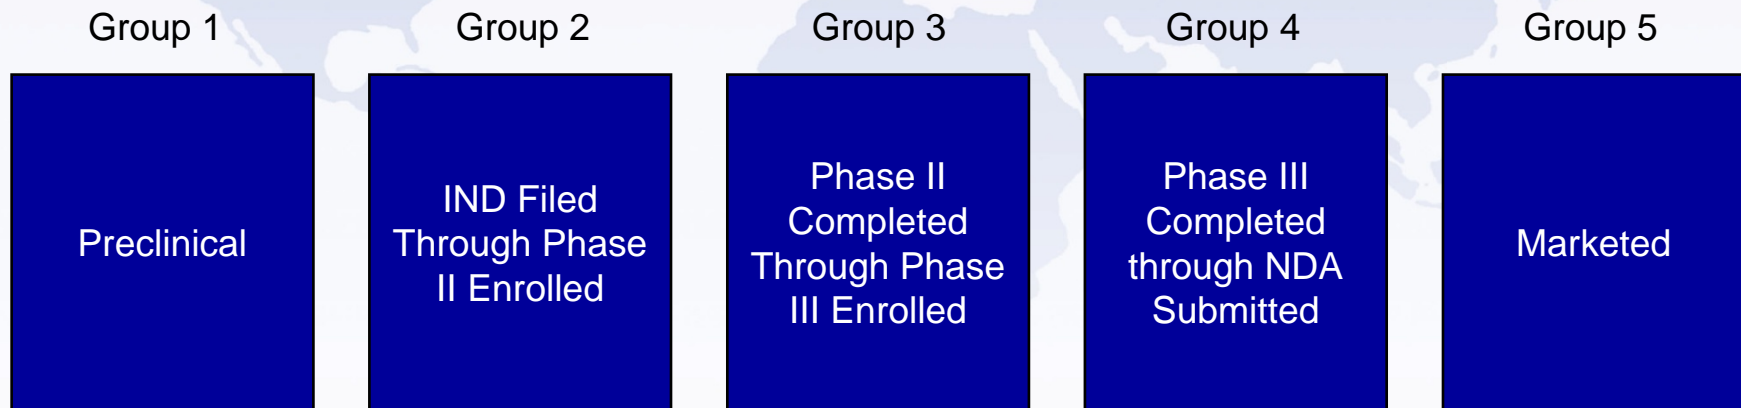 Group 1
Group 2
Group 3
Group 4
Group 5
Preclinical
IND Filed
Through Phase
II Enrolled
Phase II
Completed
Through Phase
III Enrolled
Phase III
Completed
through NDA
Submitted
Marketed